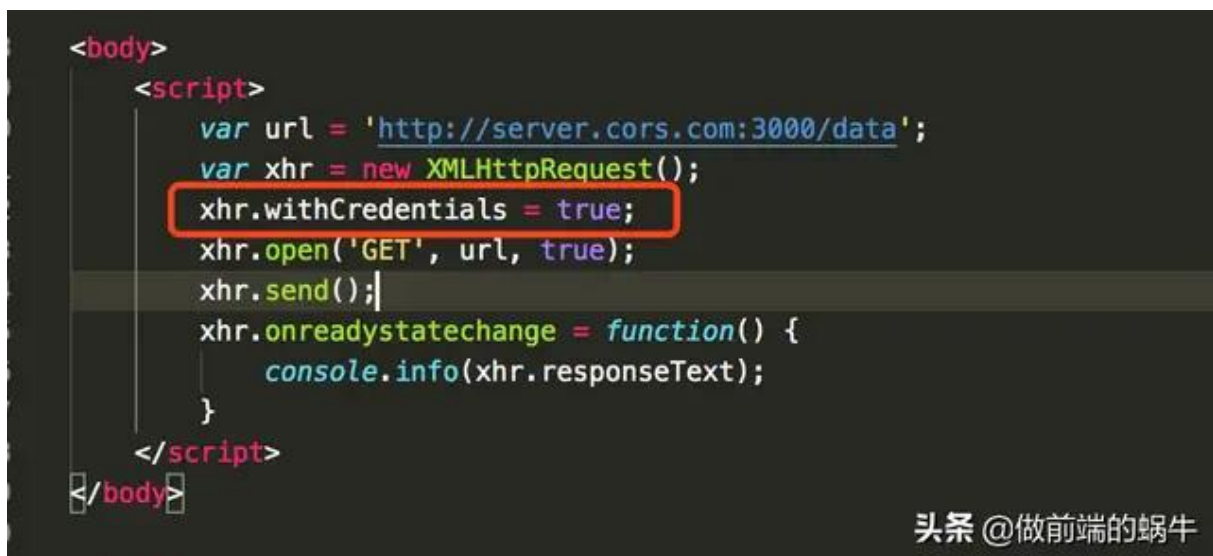 <body>
<script>
var url = 'http://server.cors.com:3000/data';
var xhr = new XMLHttpRequest();
xhr.withCredentials = true;
xhr.open('GET', url, true);
xhr.send();
xhr.onreadystatechange = function() {
console.info(xhr.responseText);
}
</script>
</body>
头条 @做前端的蜗牛